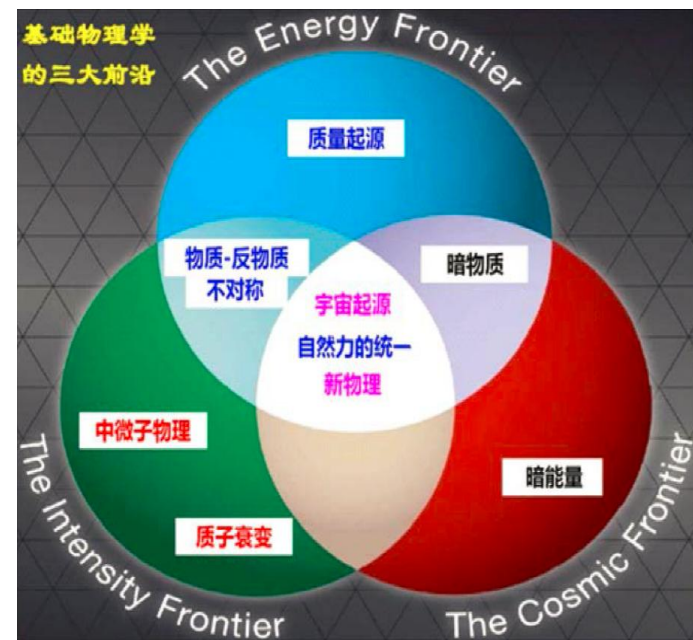 基础物理学
的三大前沿
The Energy Frontier
质量起源
物质-反物质
不对称
暗物质
宇宙起源
自然力的统一
新物理
中微子物理
暗能量
质子衰变
The Intensity Frontier
The Cosmic Frontier